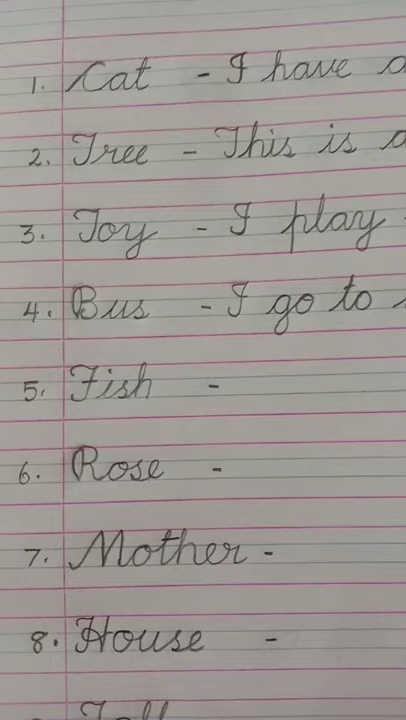 1. Cat - I have a
2. Tree - This is a
3. Toy - I play
4. Bus - I go to
5. Fish -
6. Rose -
7. Mother -
8. House -